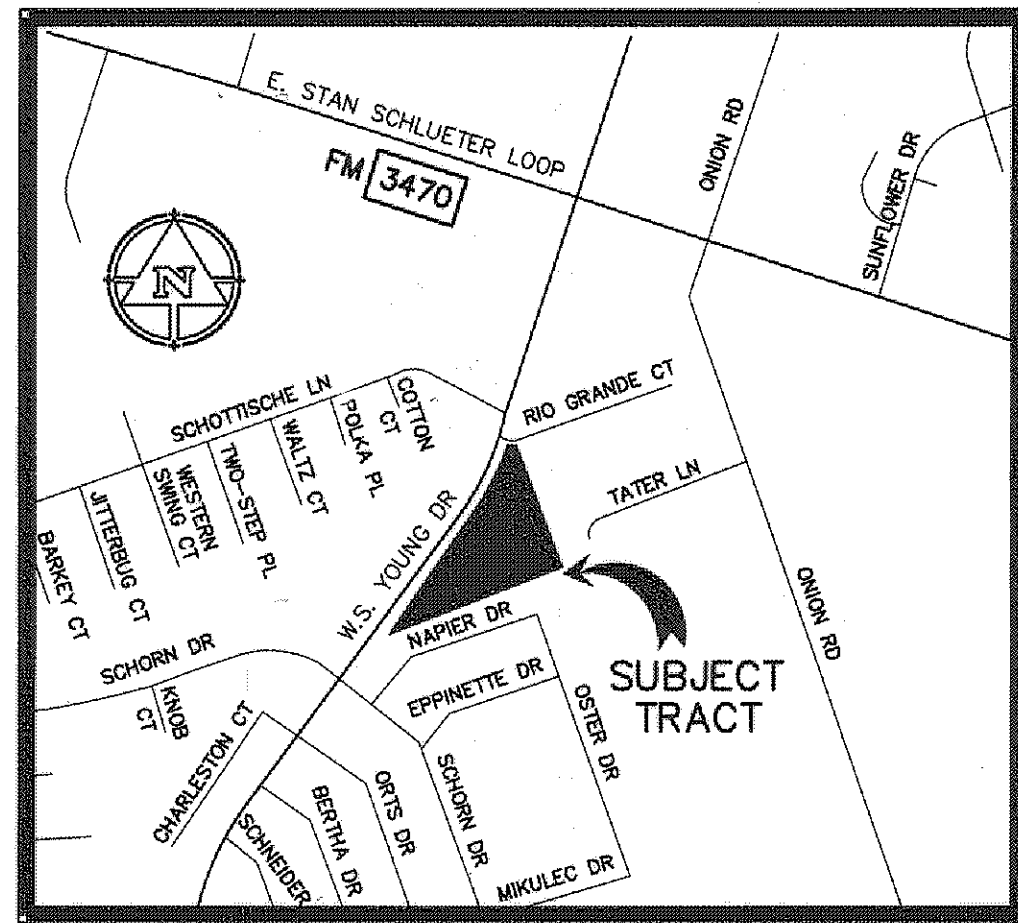 E. STAN SCHLUETER LOOP
FM 3470
ONION RD
SUNFLOWER DR
N
SCHOTTISCHE LN
COTTON
CT
POLKA PL
WALTZ CT
TWO-STEP PL
WESTERN
SWING CT
JITTERBUG CT
BARKEY CT
RIO GRANDE CT
TATER LN
W.S. YOUNG DR
ONION RD
NAPIER DR
SCHORN DR
KNOB
CT
EPPINETTE DR
OSTER DR
SUBJECT
TRACT
CHARLESTON CT
ORTS DR
SCHORN DR
BERTHA DR
SCHNEIDER
MIKULEC DR